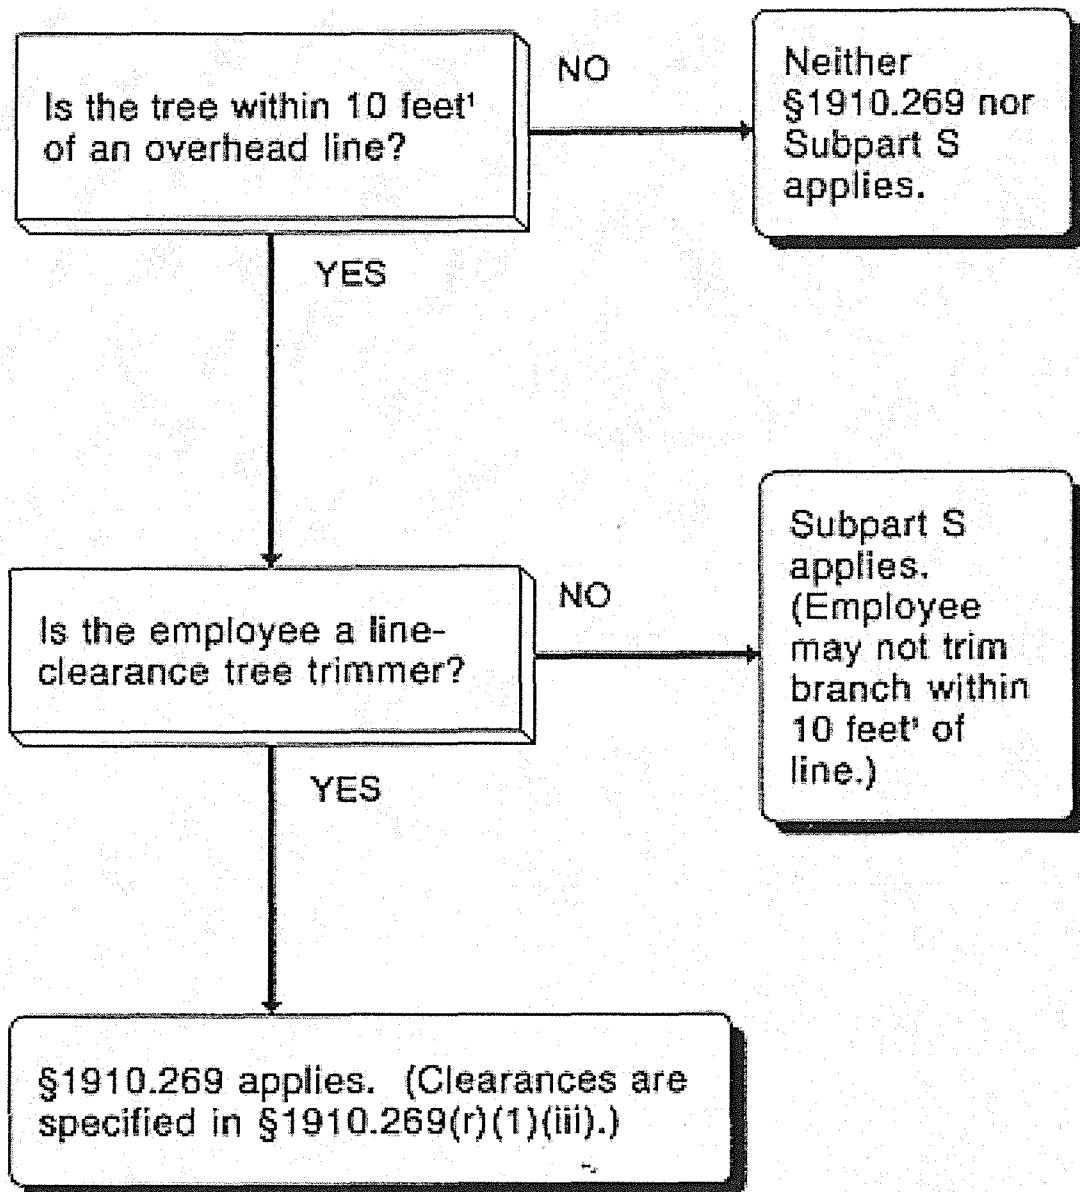 Is the tree within 10 feet¹
of an overhead line?
NO
Neither
§1910.269 nor
Subpart S
applies.
YES
Is the employee a line-
clearance tree trimmer?
NO
Subpart S
applies.
(Employee
may not trim
branch within
10 feet¹ of
line.)
YES
§1910.269 applies. (Clearances are
specified in §1910.269(r)(1)(iii).)